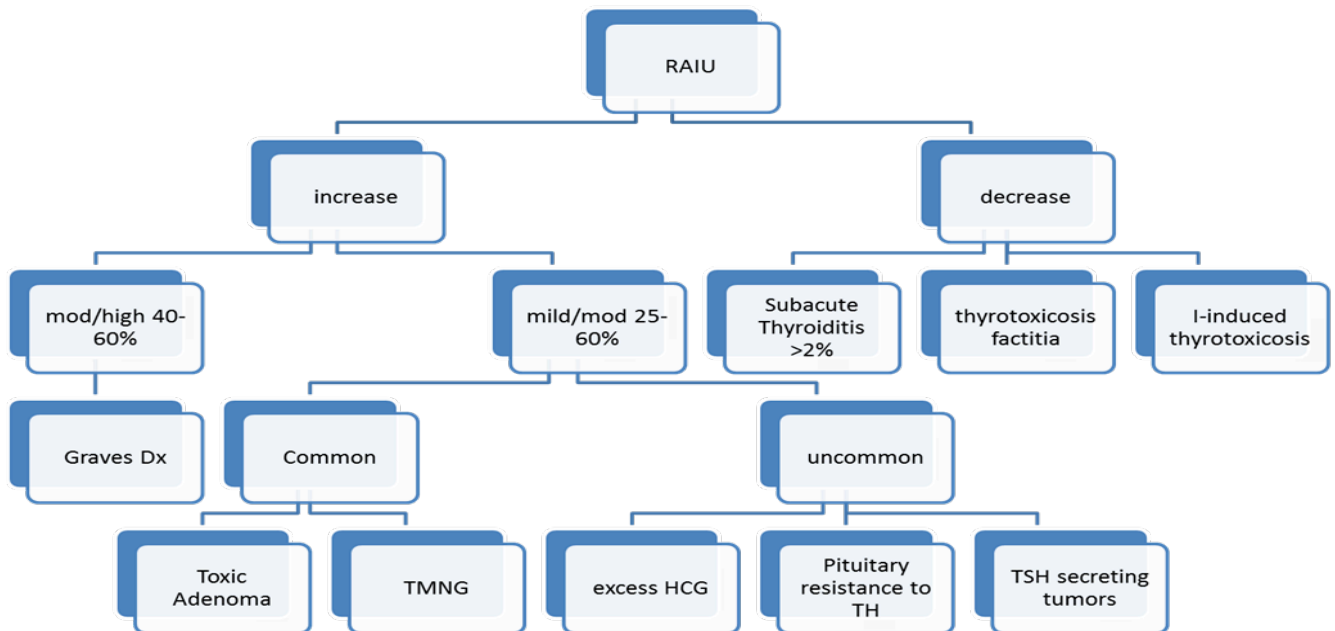 RAIU
increase
decrease
mod/high 40-
60%
mild/mod 25-
60%
Subacute
Thyroiditis
>2%
thyrotoxicosis
factitia
I-induced
thyrotoxicosis
Graves Dx
Common
uncommon
Toxic
Adenoma
TMNG
excess HCG
Pituitary
resistance to
TH
TSH secreting
tumors